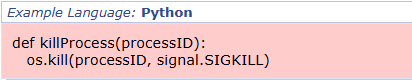 Example Language: Python
def killProcess(processID):
os.kill(processID, signal.SIGKILL)